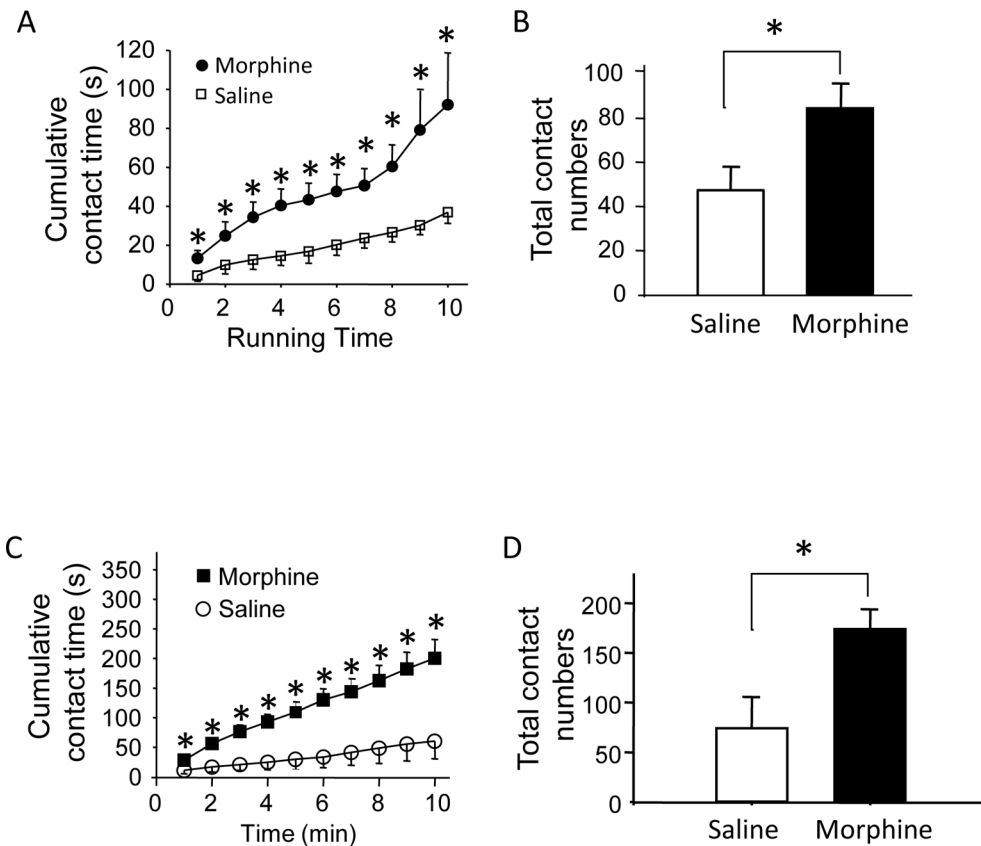 A
Cumulative
contact time (s)
120
100
80
60
40
20
0
Morphine
Saline
* * * * * * * * * *
0 2 4 6 8 10
Running Time
B
*
Total contact
numbers
100
80
60
40
20
0
Saline Morphine
C
Cumulative
contact time (s)
350
300
250
200
150
100
50
0
Morphine
Saline
* * * * * * * * * *
0 2 4 6 8 10
Time (min)
D
*
Total contact
numbers
200
150
100
50
0
Saline Morphine